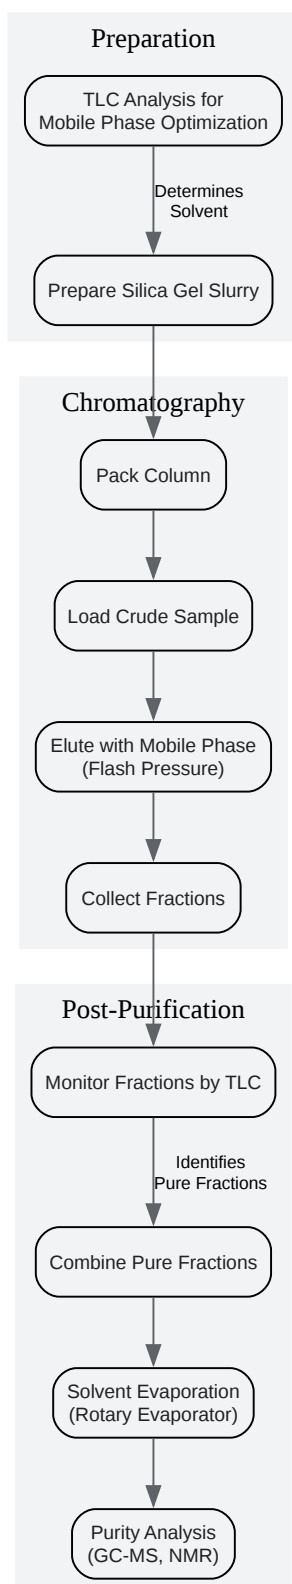 Preparation
TLC Analysis for
Mobile Phase Optimization
Determines
Solvent
Prepare Silica Gel Slurry
Chromatography
Pack Column
Load Crude Sample
Elute with Mobile Phase
(Flash Pressure)
Collect Fractions
Post-Purification
Monitor Fractions by TLC
Identifies
Pure Fractions
Combine Pure Fractions
Solvent Evaporation
(Rotary Evaporator)
Purity Analysis
(GC-MS, NMR)